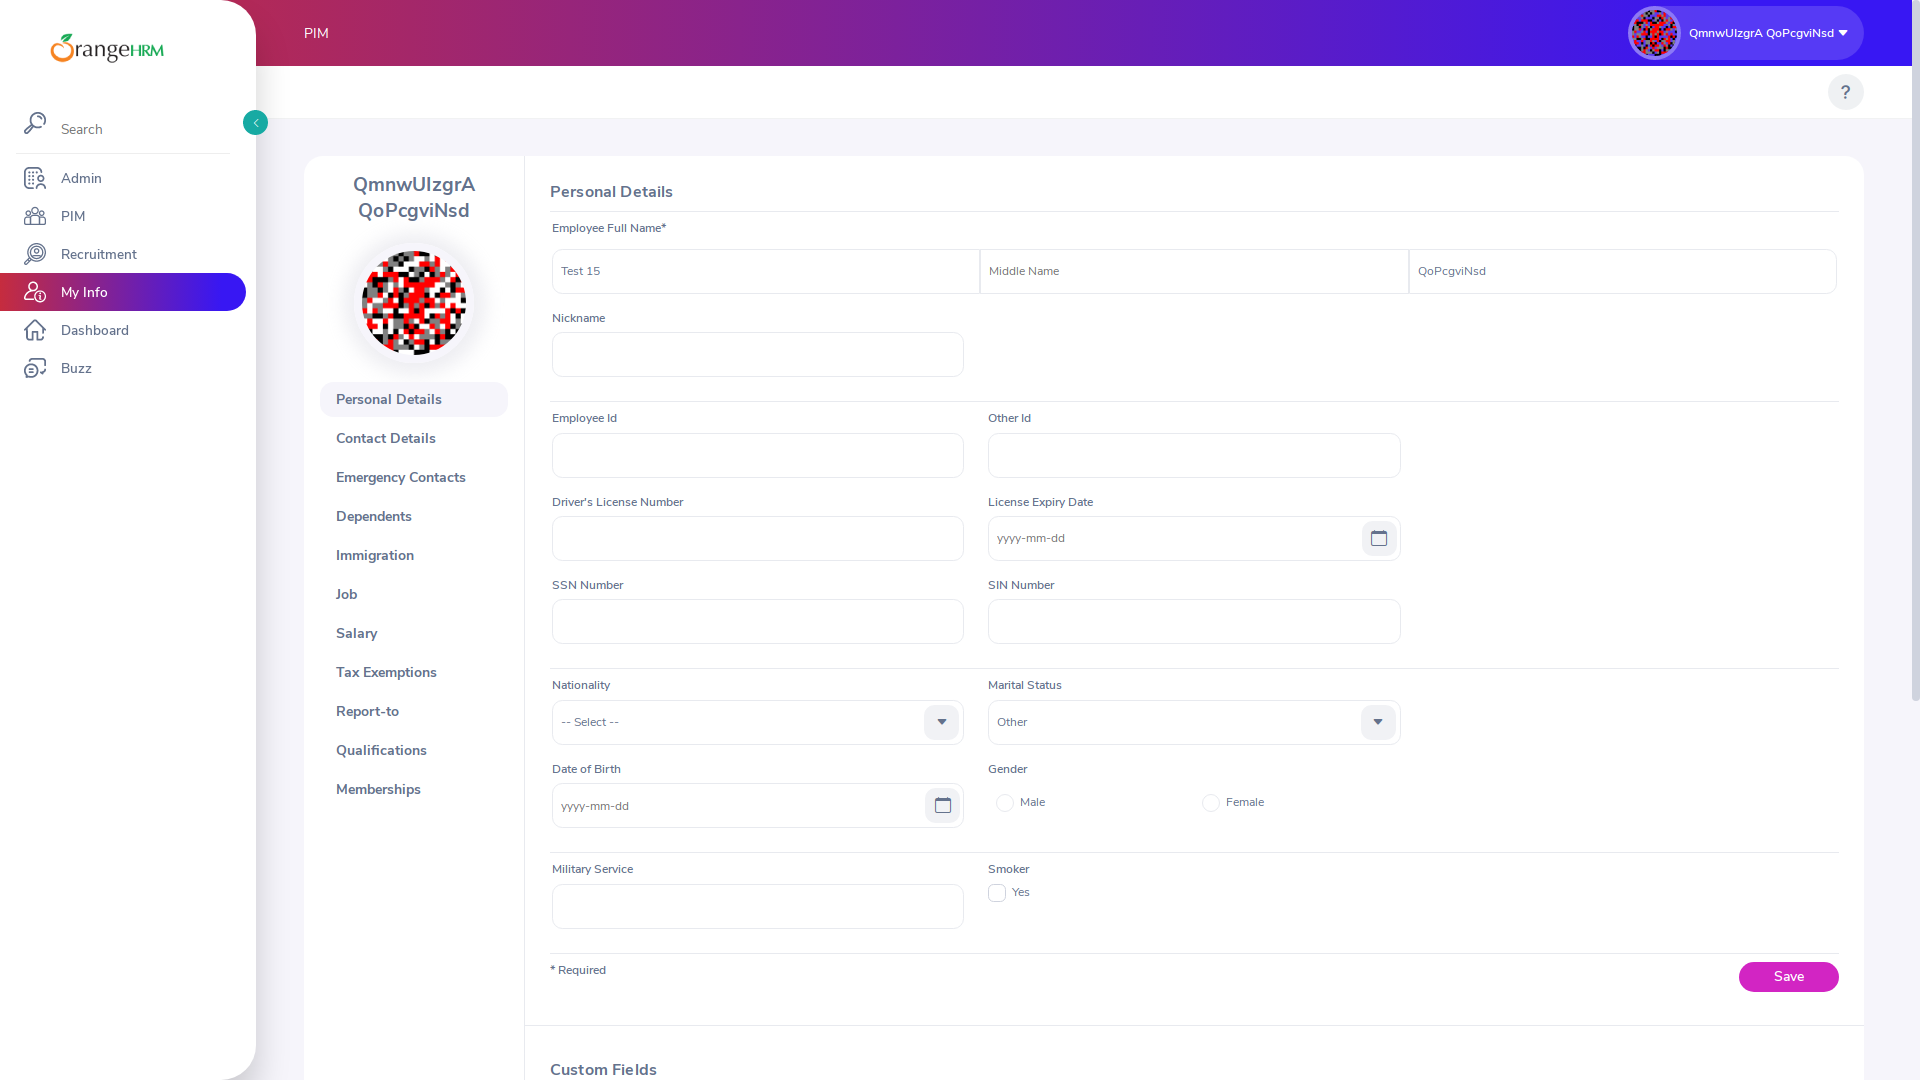 OrangeHRM
PIM
QmnwUIzgrA QoPcgviNsd
?
Search
Admin
PIM
Recruitment
My Info
Dashboard
Buzz
QmnwUIzgrA
QoPcgviNsd
Personal Details
Contact Details
Emergency Contacts
Dependents
Immigration
Job
Salary
Tax Exemptions
Report-to
Qualifications
Memberships
Personal Details
Employee Full Name*
Test 15 Middle Name QoPcgviNsd
Nickname
Employee Id Other Id
Driver's License Number License Expiry Date
yyyy-mm-dd
SSN Number SIN Number
Nationality Marital Status
-- Select -- Other
Date of Birth Gender
yyyy-mm-dd Male Female
Military Service Smoker
Yes
* Required Save
Custom Fields